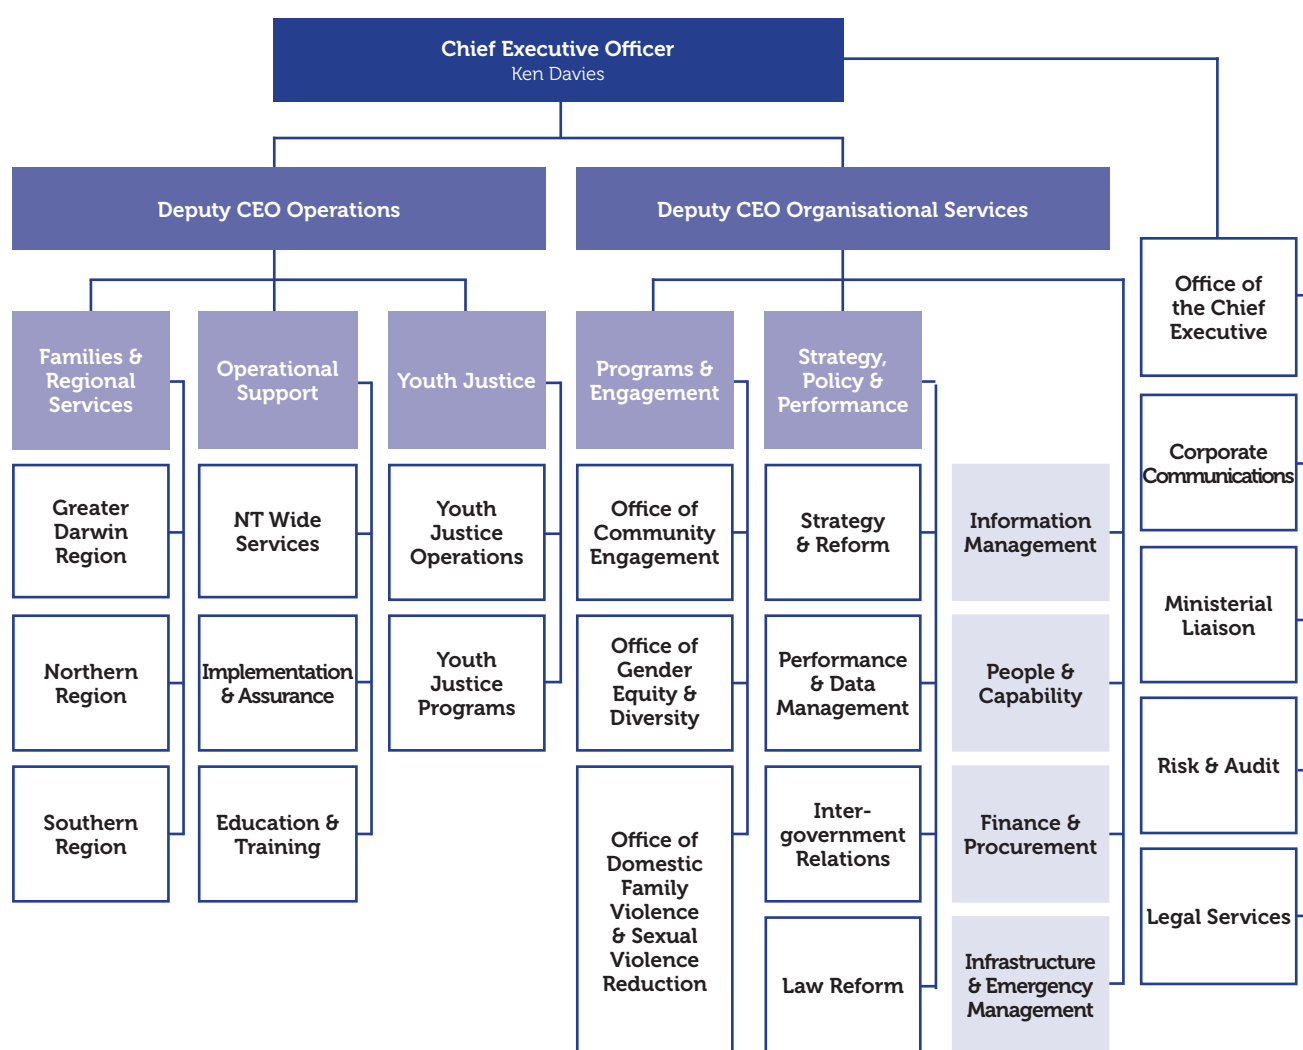 Chief Executive Officer
Ken Davies
Deputy CEO Operations
Deputy CEO Organisational Services
Families &
Regional
Services
Operational
Support
Youth Justice
Programs &
Engagement
Strategy,
Policy &
Performance
Office of
the Chief
Executive
Greater
Darwin
Region
NT Wide
Services
Youth
Justice
Operations
Office of
Community
Engagement
Strategy
& Reform
Information
Management
Corporate
Communications
Northern
Region
Implementation
& Assurance
Youth
Justice
Programs
Office of
Gender
Equity &
Diversity
Performance
& Data
Management
People &
Capability
Ministerial
Liaison
Southern
Region
Education &
Training
Office of
Domestic
Family
Violence
& Sexual
Violence
Reduction
Inter-
government
Relations
Finance &
Procurement
Risk & Audit
Law Reform
Infrastructure
& Emergency
Management
Legal Services